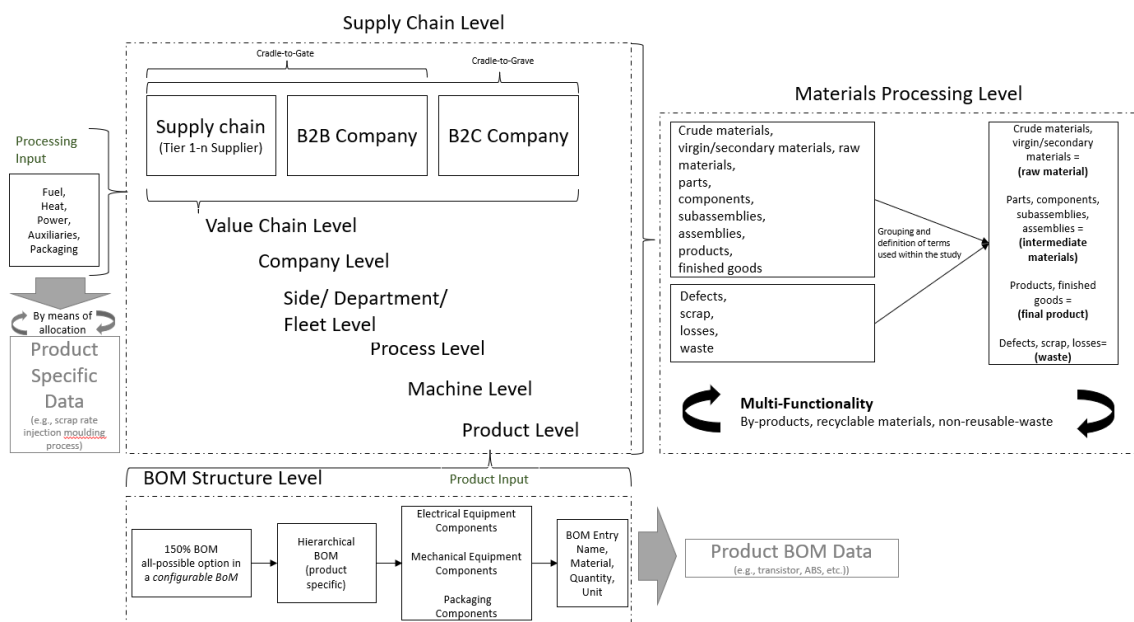 Supply Chain Level
Cradle-to-Gate
Cradle-to-Grave
Supply chain
(Tier 1-n Supplier)
B2B Company
B2C Company
Processing
Input
Fuel,
Heat,
Power,
Auxiliaries,
Packaging
By means of
allocation
Product
Specific
Data
(e.g., scrap rate
injection moulding
process)
Value Chain Level
Company Level
Side/ Department/
Fleet Level
Process Level
Machine Level
Product Level
Materials Processing Level
Crude materials,
virgin/secondary materials, raw
materials,
parts,
components,
subassemblies,
assemblies,
products,
finished goods
Defects,
scrap,
losses,
waste
Grouping and
definition of terms
used within the study
Crude materials,
virgin/secondary
materials =
(raw material)
Parts, components,
subassemblies,
assemblies =
(intermediate
materials)
Products, finished
goods =
(final product)
Defects, scrap, losses=
(waste)
Multi-Functionality
By-products, recyclable materials, non-reusable-waste
BOM Structure Level
Product Input
150% BOM
all-possible option in
a configurable BoM
Hierarchical
BOM
(product
specific)
Electrical Equipment
Components
Mechanical Equipment
Components
Packaging
Components
BOM Entry
Name,
Material,
Quantity,
Unit
Product BOM Data
(e.g., transistor, ABS, etc.))